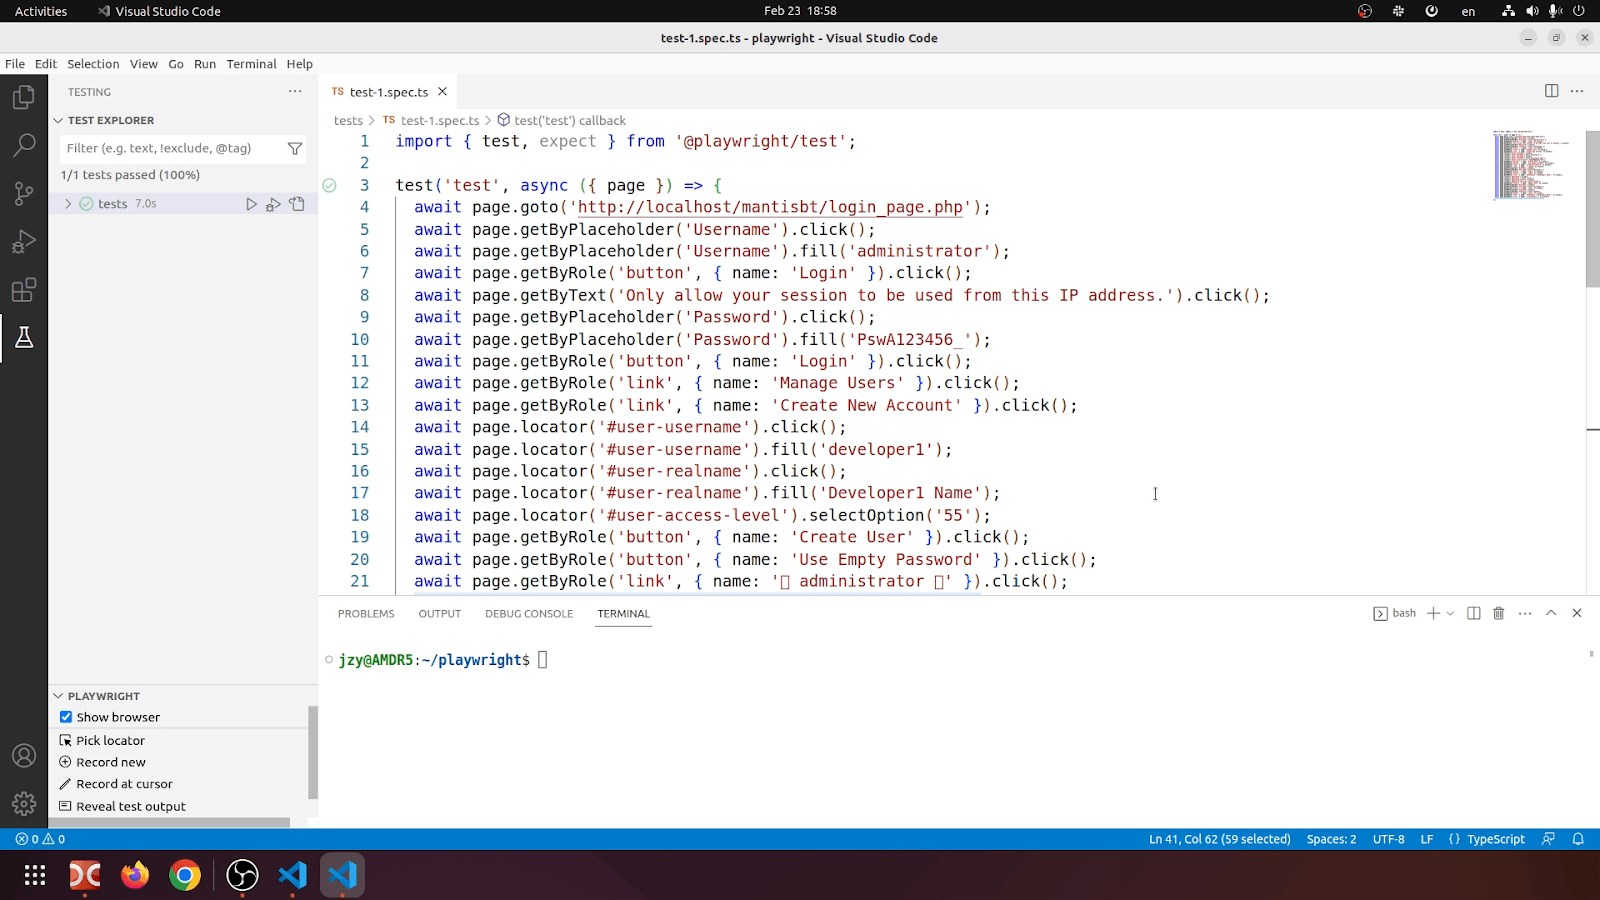 Activities Visual Studio Code Feb 23 18:58 en
test-1.spec.ts - playwright - Visual Studio Code
File Edit Selection View Go Run Terminal Help
TESTING
TEST EXPLORER
Filter (e.g. text, !exclude, @tag)
1/1 tests passed (100%)
tests 7.0s
PLAYWRIGHT
Show browser
Pick locator
Record new
Record at cursor
Reveal test output
TS test-1.spec.ts
tests > TS test-1.spec.ts > test('test') callback
1 import { test, expect } from '@playwright/test';
2
3 test('test', async ({ page }) => {
4 await page.goto('http://localhost/mantisbt/login_page.php');
5 await page.getByPlaceholder('Username').click();
6 await page.getByPlaceholder('Username').fill('administrator');
7 await page.getByRole('button', { name: 'Login' }).click();
8 await page.getByText('Only allow your session to be used from this IP address.').click();
9 await page.getByPlaceholder('Password').click();
10 await page.getByPlaceholder('Password').fill('PswA123456_');
11 await page.getByRole('button', { name: 'Login' }).click();
12 await page.getByRole('link', { name: 'Manage Users' }).click();
13 await page.getByRole('link', { name: 'Create New Account' }).click();
14 await page.locator('#user-username').click();
15 await page.locator('#user-username').fill('developer1');
16 await page.locator('#user-realname').click();
17 await page.locator('#user-realname').fill('Developer1 Name');
18 await page.locator('#user-access-level').selectOption('55');
19 await page.getByRole('button', { name: 'Create User' }).click();
20 await page.getByRole('button', { name: 'Use Empty Password' }).click();
21 await page.getByRole('link', { name: '▯ administrator ▯' }).click();
PROBLEMS OUTPUT DEBUG CONSOLE TERMINAL bash
jzy@AMDR5:~/playwright$
0 0 Ln 41, Col 62 (59 selected) Spaces: 2 UTF-8 LF {} TypeScript